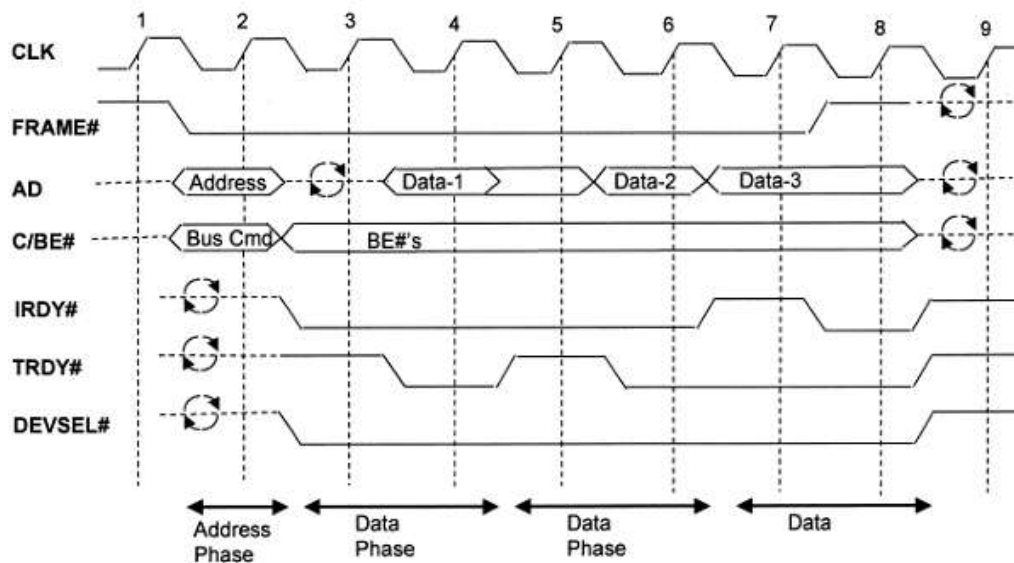 1 2 3 4 5 6 7 8 9
CLK
FRAME#
AD Address Data-1 Data-2 Data-3
C/BE# Bus Cmd BE#'s
IRDY#
TRDY#
DEVSEL#
Address Data Data Data
Phase Phase Phase